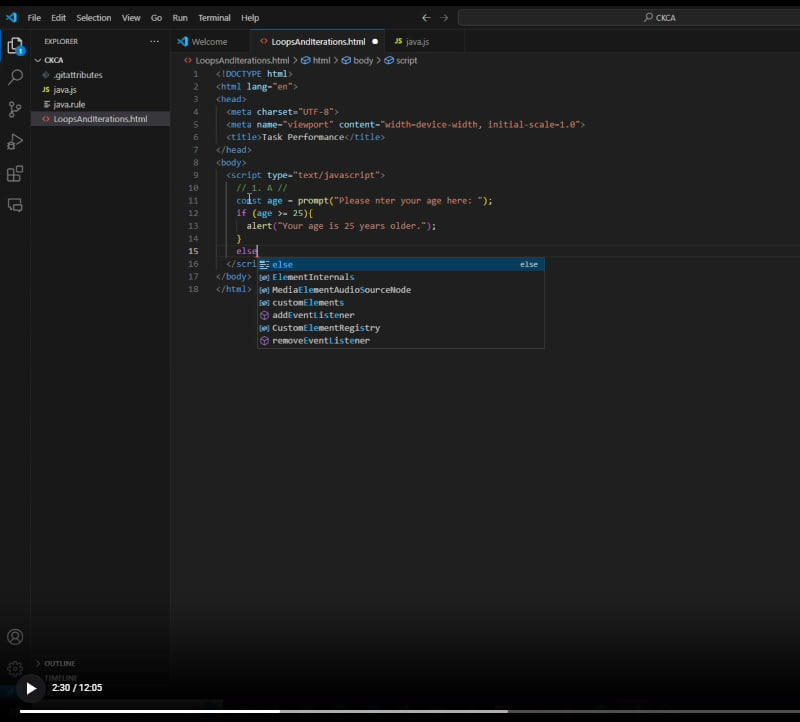 File Edit Selection View Go Run Terminal Help
CKCA
EXPLORER ···
Welcome
LoopsAndIterations.html
JS java.js
1
CKCA
.gitattributes
JS java.js
java.rule
LoopsAndIterations.html
LoopsAndIterations.html > html > body > script
1 <!DOCTYPE html>
2 <html lang="en">
3 <head>
4 <meta charset="UTF-8">
5 <meta name="viewport" content="width=device-width, initial-scale=1.0">
6 <title>Task Performance</title>
7 </head>
8 <body>
9 <script type="text/javascript">
10 // 1. A //
11 const age = prompt("Please nter your age here: ");
12 if (age >= 25){
13 alert("Your age is 25 years older.");
14 }
15 else
16 </scri
17 </body>
18 </html>
else else
ElementInternals
MediaElementAudioSourceNode
customElements
addEventListener
CustomElementRegistry
removeEventListener
OUTLINE
TIMELINE
2:30 / 12:05